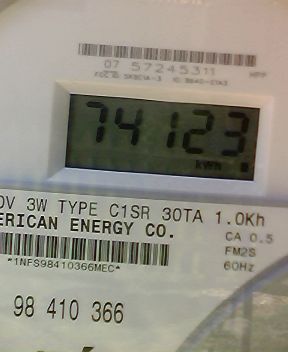 07 57245311
74123
kWh
0V 3W TYPE C1SR 30TA 1.0Kh
ERICAN ENERGY CO.
CA 0.5
FM2S
60Hz
*1NFS98410366MEC*
98 410 366